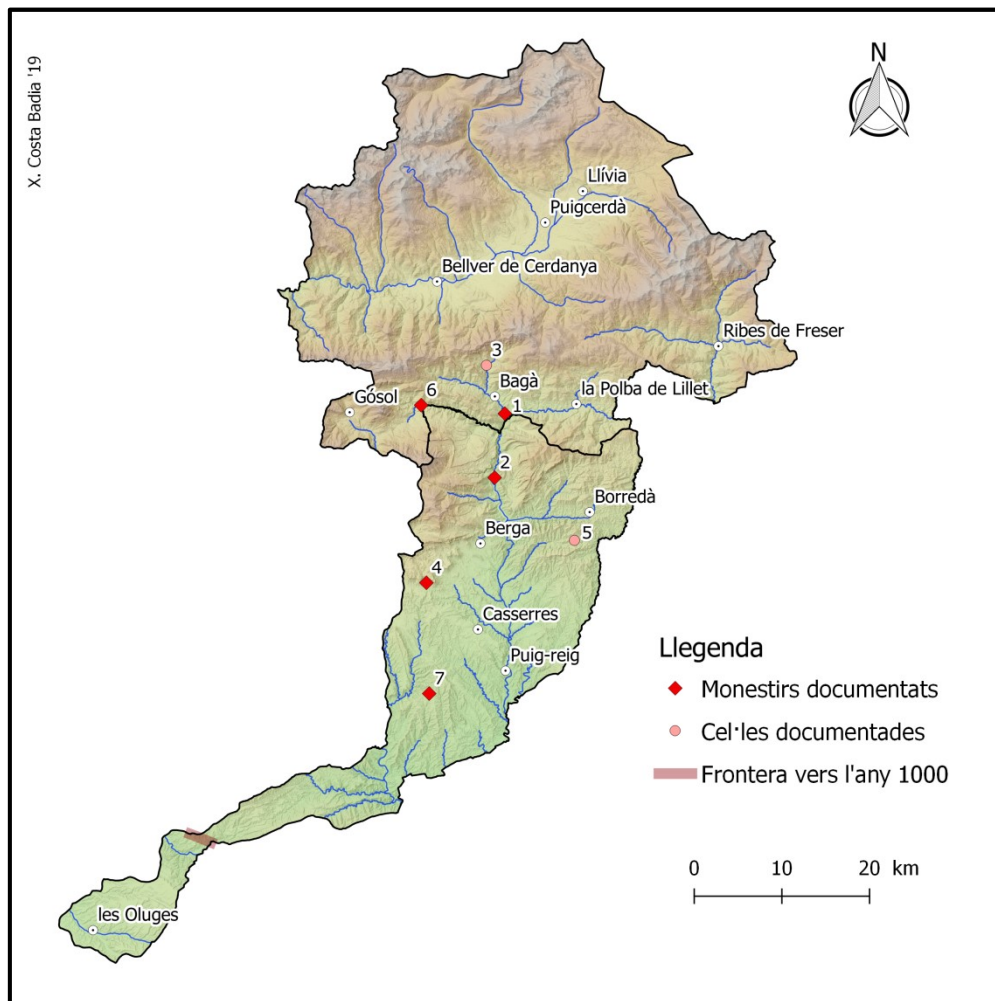 X. Costa Badia '19
N
Llívia
Puigcerdà
Bellver de Cerdanya
Ribes de Freser
3
Bagà
la Polba de Lillet
6
Gósol
1
2
Borredà
Berga
5
4
Casserres
Puig-reig
7
les Oluges
Llegenda
Monestirs documentats
Cel·les documentades
Frontera vers l'any 1000
0 10 20 km